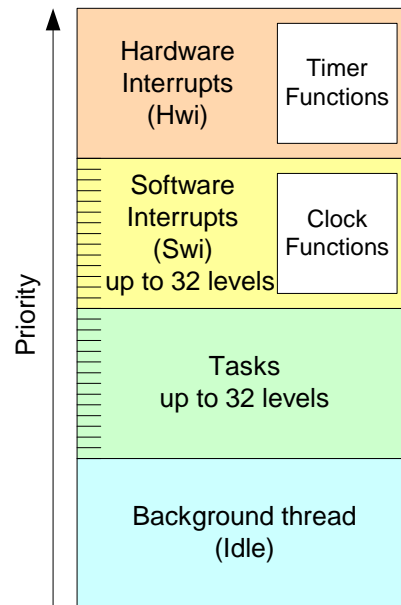 Priority
Hardware
Interrupts
(Hwi)
Timer
Functions
Software
Interrupts
(Swi)
up to 32 levels
Clock
Functions
Tasks
up to 32 levels
Background thread
(Idle)